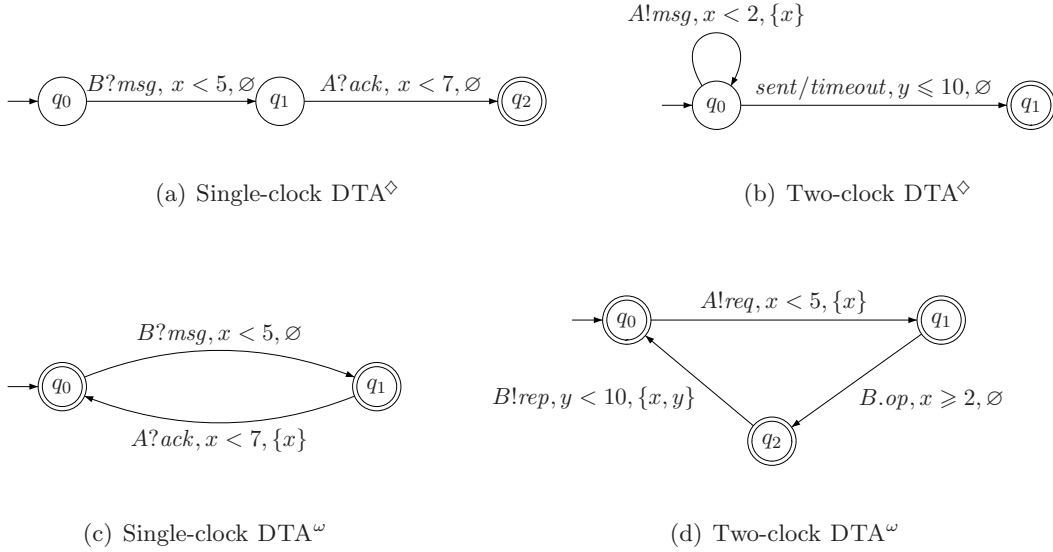 A!msg, x < 2, {x}
B?msg, x < 5, ∅ A?ack, x < 7, ∅
sent/timeout, y ⩽ 10, ∅
q₀ q₁ q₂
q₀ q₁
(a) Single-clock DTA◇
(b) Two-clock DTA◇
A!req, x < 5, {x}
B?msg, x < 5, ∅
q₀ q₁
q₀ q₁
B!rep, y < 10, {x, y}
B.op, x ⩾ 2, ∅
A?ack, x < 7, {x}
q₂
(c) Single-clock DTAω
(d) Two-clock DTAω